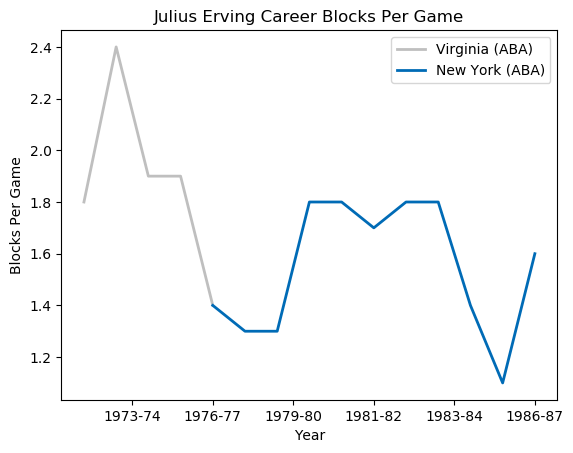 Julius Erving Career Blocks Per Game
Virginia (ABA)
New York (ABA)
Blocks Per Game
2.4
2.2
2.0
1.8
1.6
1.4
1.2
1973-74
1976-77
1979-80
1981-82
1983-84
1986-87
Year